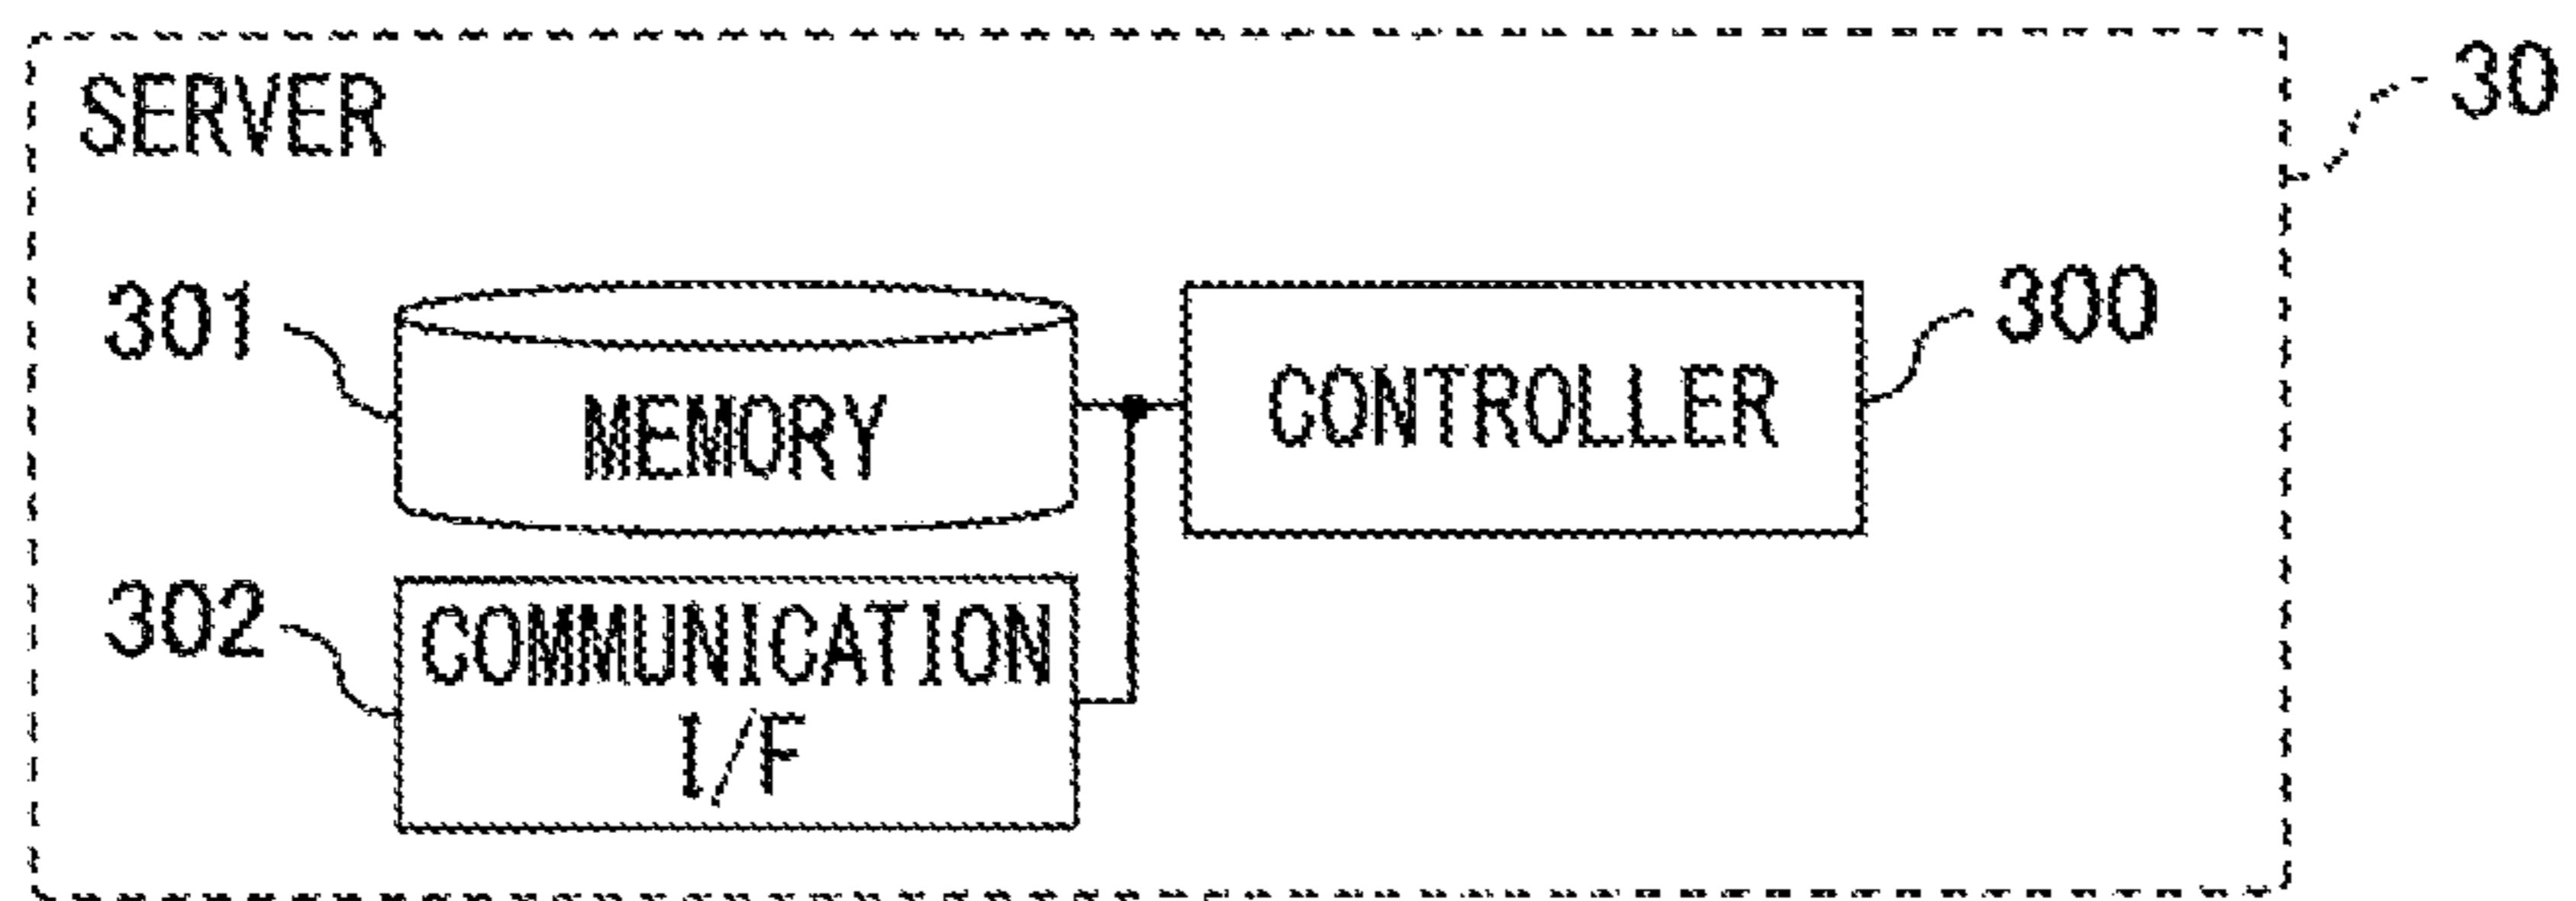 SERVER
30
301
MEMORY
CONTROLLER
300
302
COMMUNICATION
I/F